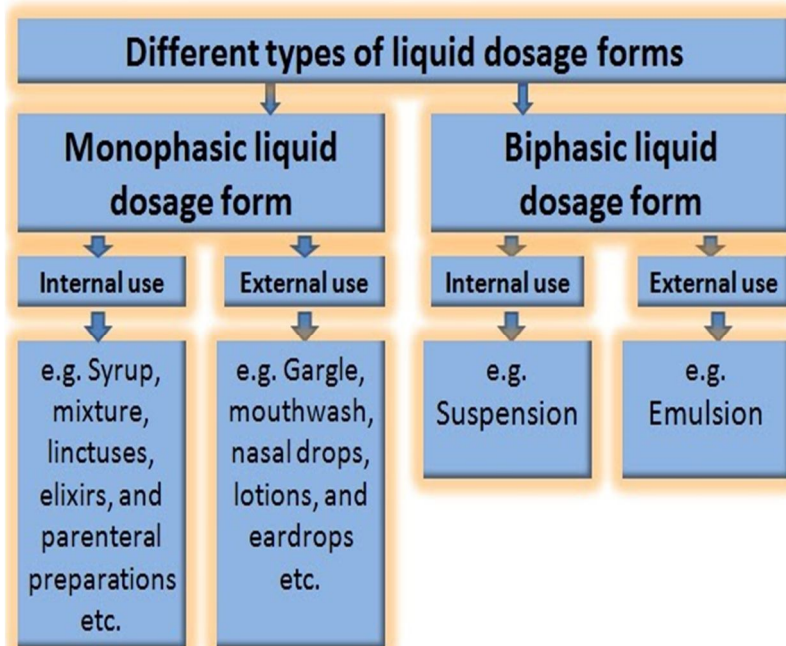 Different types of liquid dosage forms
Monophasic liquid
dosage form
Biphasic liquid
dosage form
Internal use
External use
Internal use
External use
e.g. Syrup,
mixture,
linctuses,
elixirs, and
parenteral
preparations
etc.
e.g. Gargle,
mouthwash,
nasal drops,
lotions, and
eardrops
etc.
e.g.
Suspension
e.g.
Emulsion